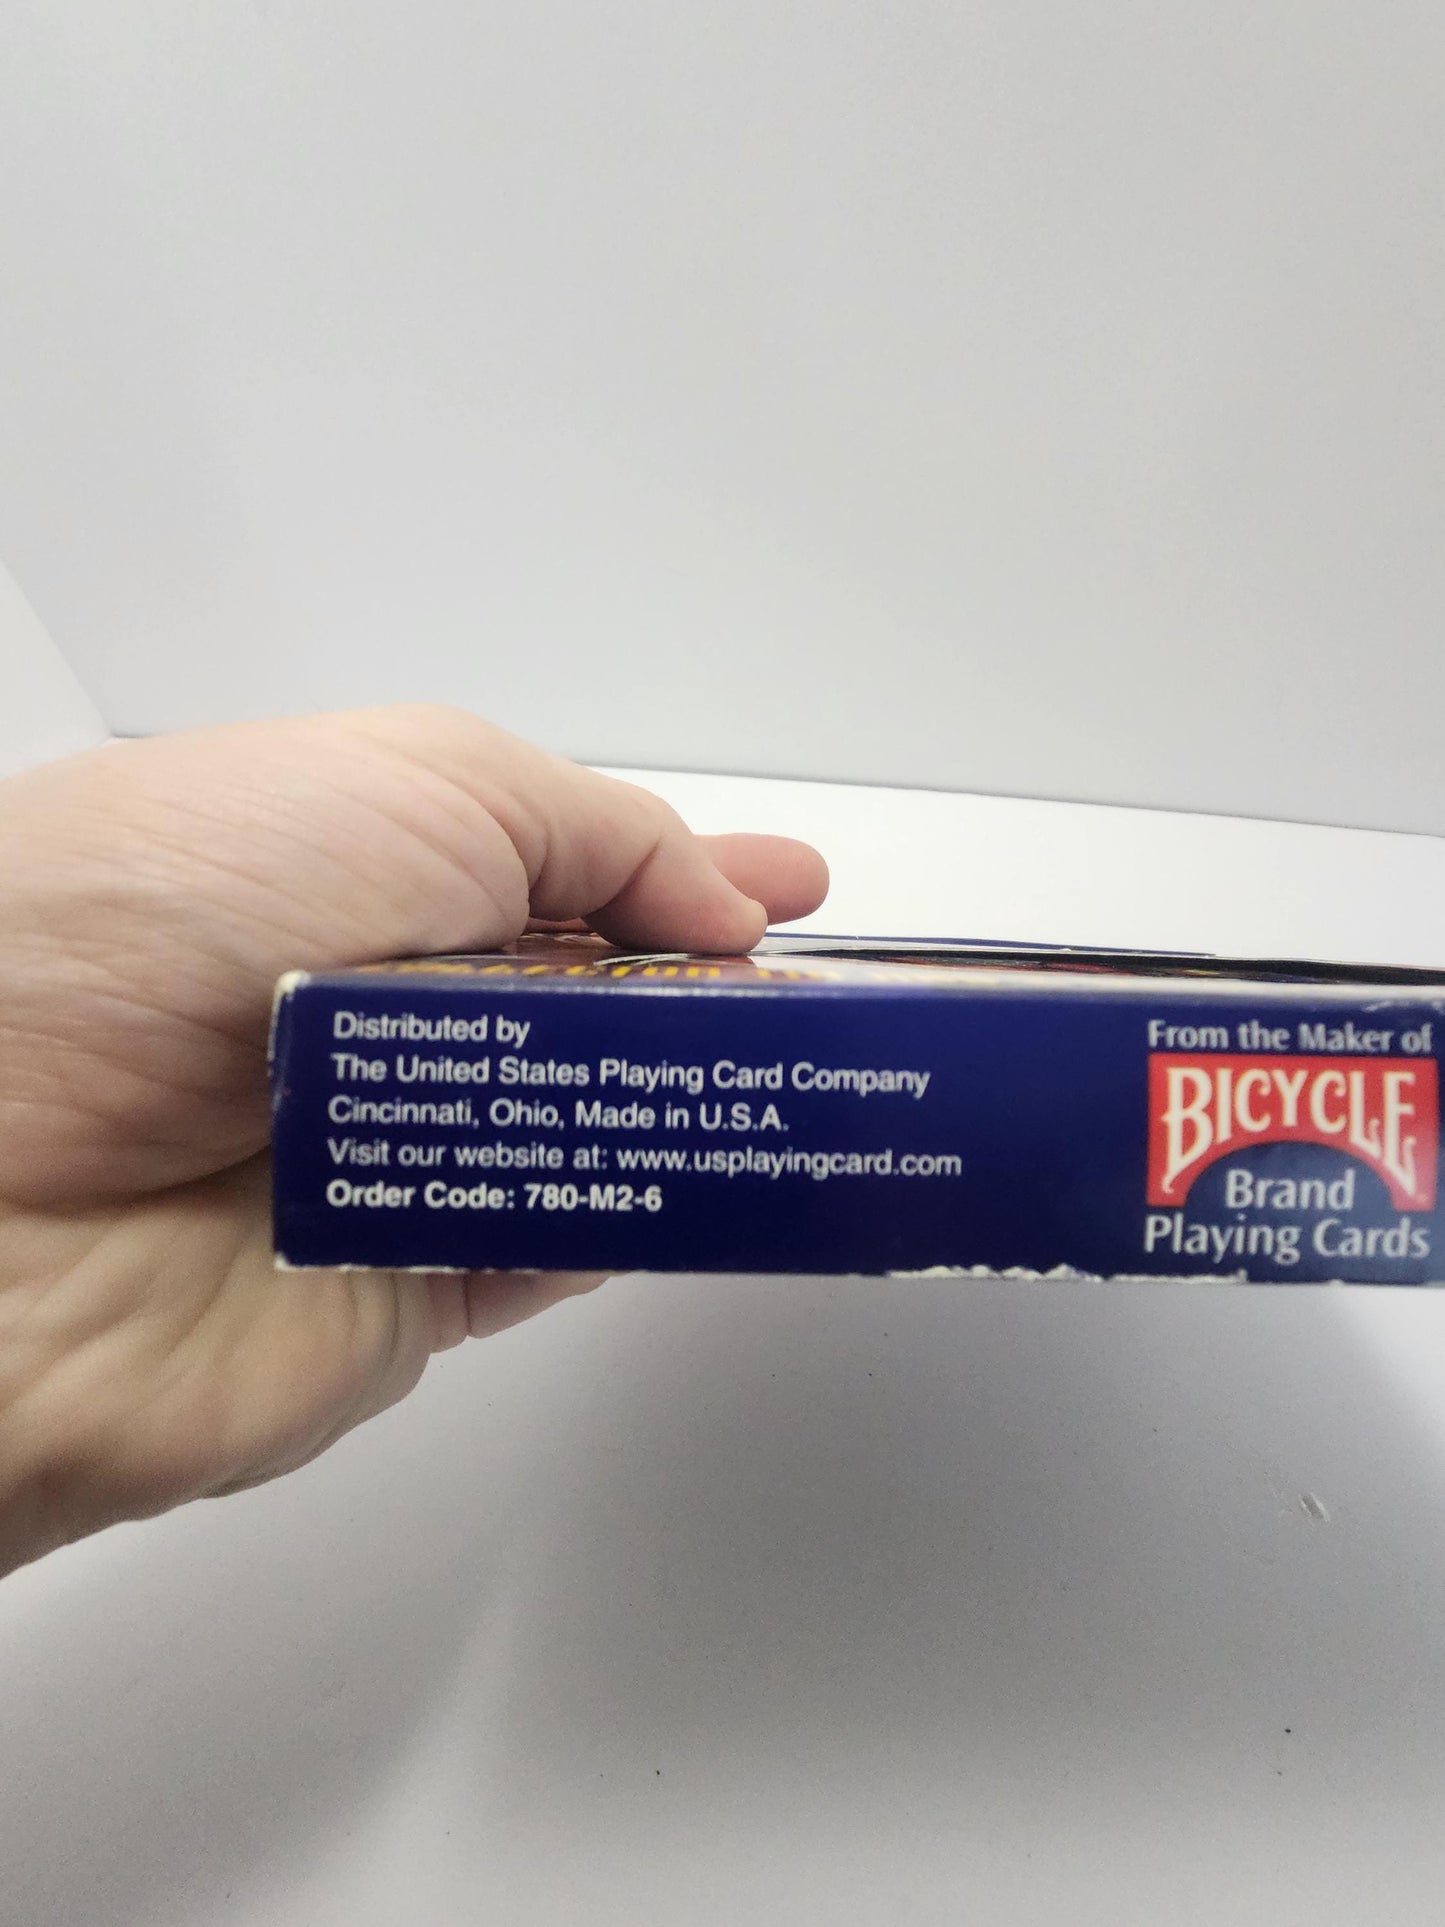 Distributed by
The United States Playing Card Company
Cincinnati, Ohio, Made in U.S.A.
Visit our website at: www.usplayingcard.com
Order Code: 780-M2-6
From the Maker of
BICYCLE
Brand
Playing Cards